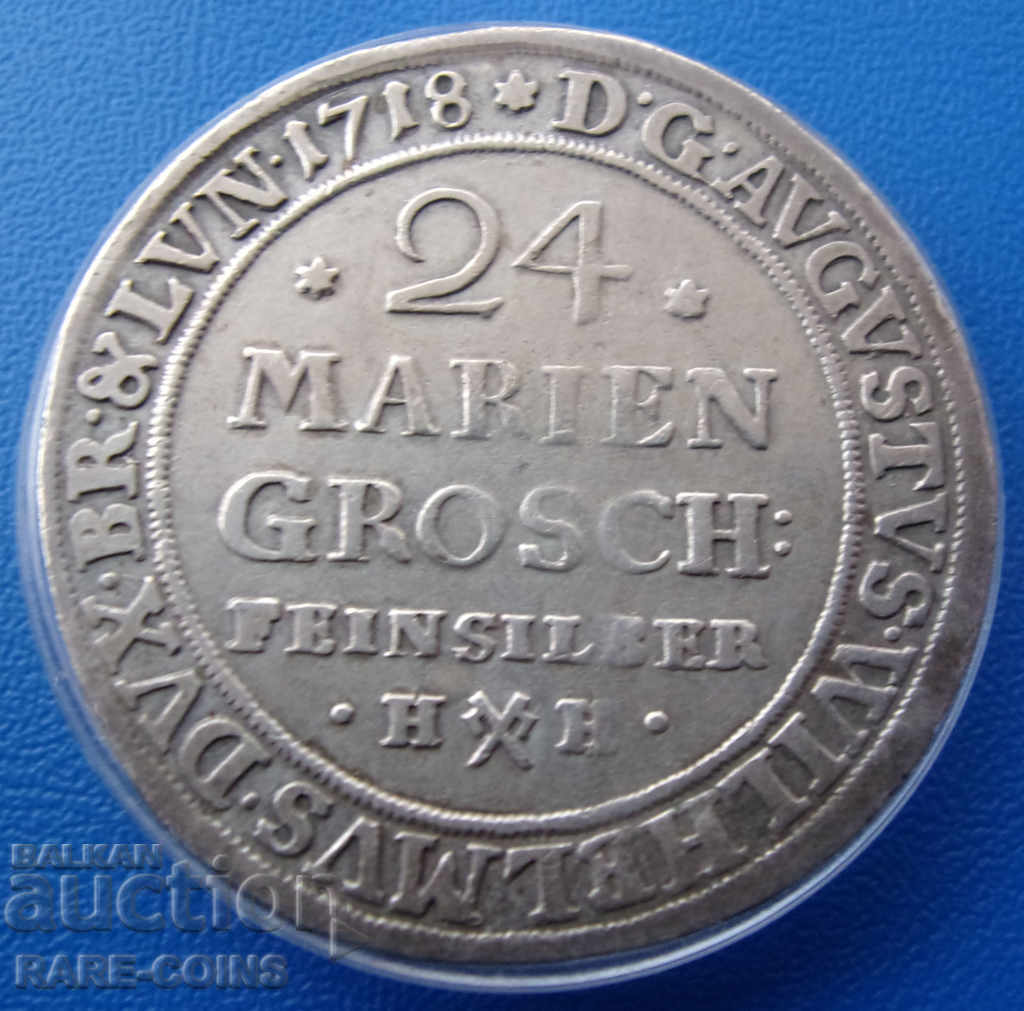 D·G·AVGVSTVS·WILHELMVS·DVX·BR·&LVN·1718
24
MARIEN
GROSCH:
FEINSILBER
·H H·
BALKAN
auction
RARE-COINS